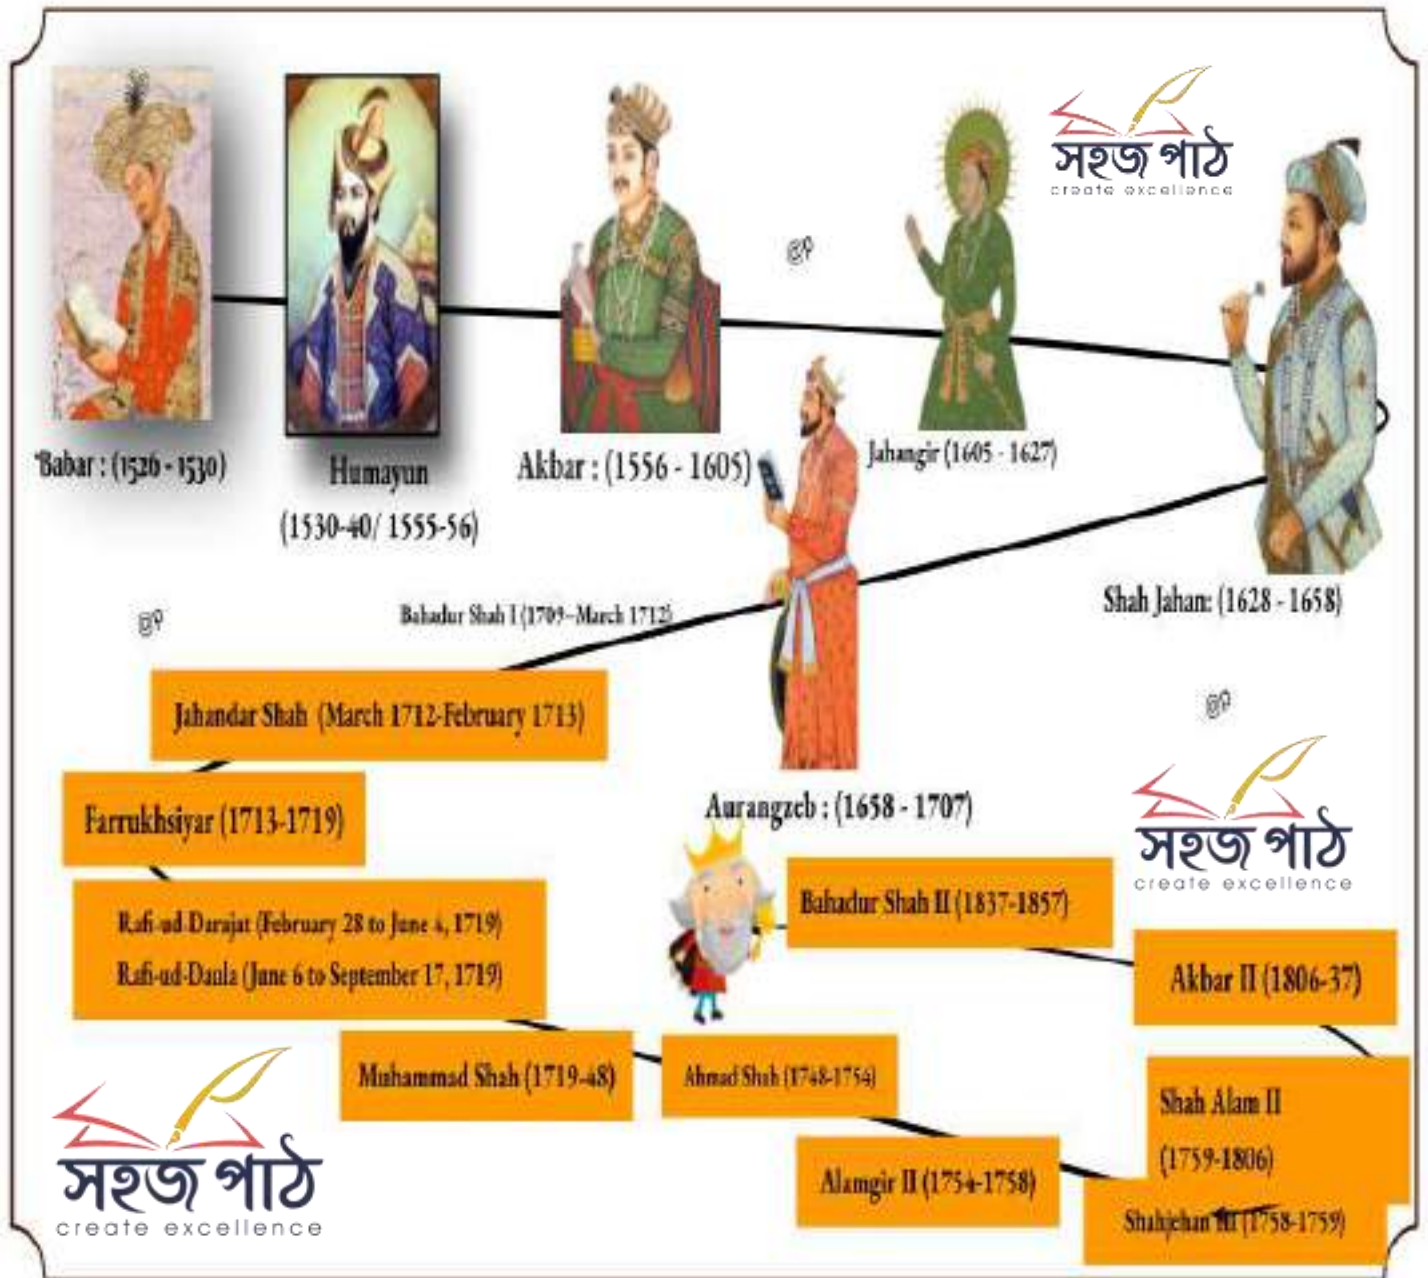 সহজ পাঠ
create excellence
@P
Babar : (1526 - 1530)
Humayun
(1530-40/ 1555-56)
Akbar : (1556 - 1605)
Jahangir (1605 - 1627)
Shah Jahan: (1628 - 1658)
Bahadur Shah I (1709–March 1712)
@P
Jahandar Shah (March 1712-February 1713)
@P
Farrukhsiyar (1713-1719)
Aurangzeb : (1658 - 1707)
সহজ পাঠ
create excellence
Rafi-ud-Darajat (February 28 to June 4, 1719)
Rafi-ud-Daula (June 6 to September 17, 1719)
Bahadur Shah II (1837-1857)
Akbar II (1806-37)
Muhammad Shah (1719-48)
Ahmad Shah (1748-1754)
Shah Alam II
(1759-1806)
Alamgir II (1754-1758)
Shahjehan III (1758-1759)
সহজ পাঠ
create excellence